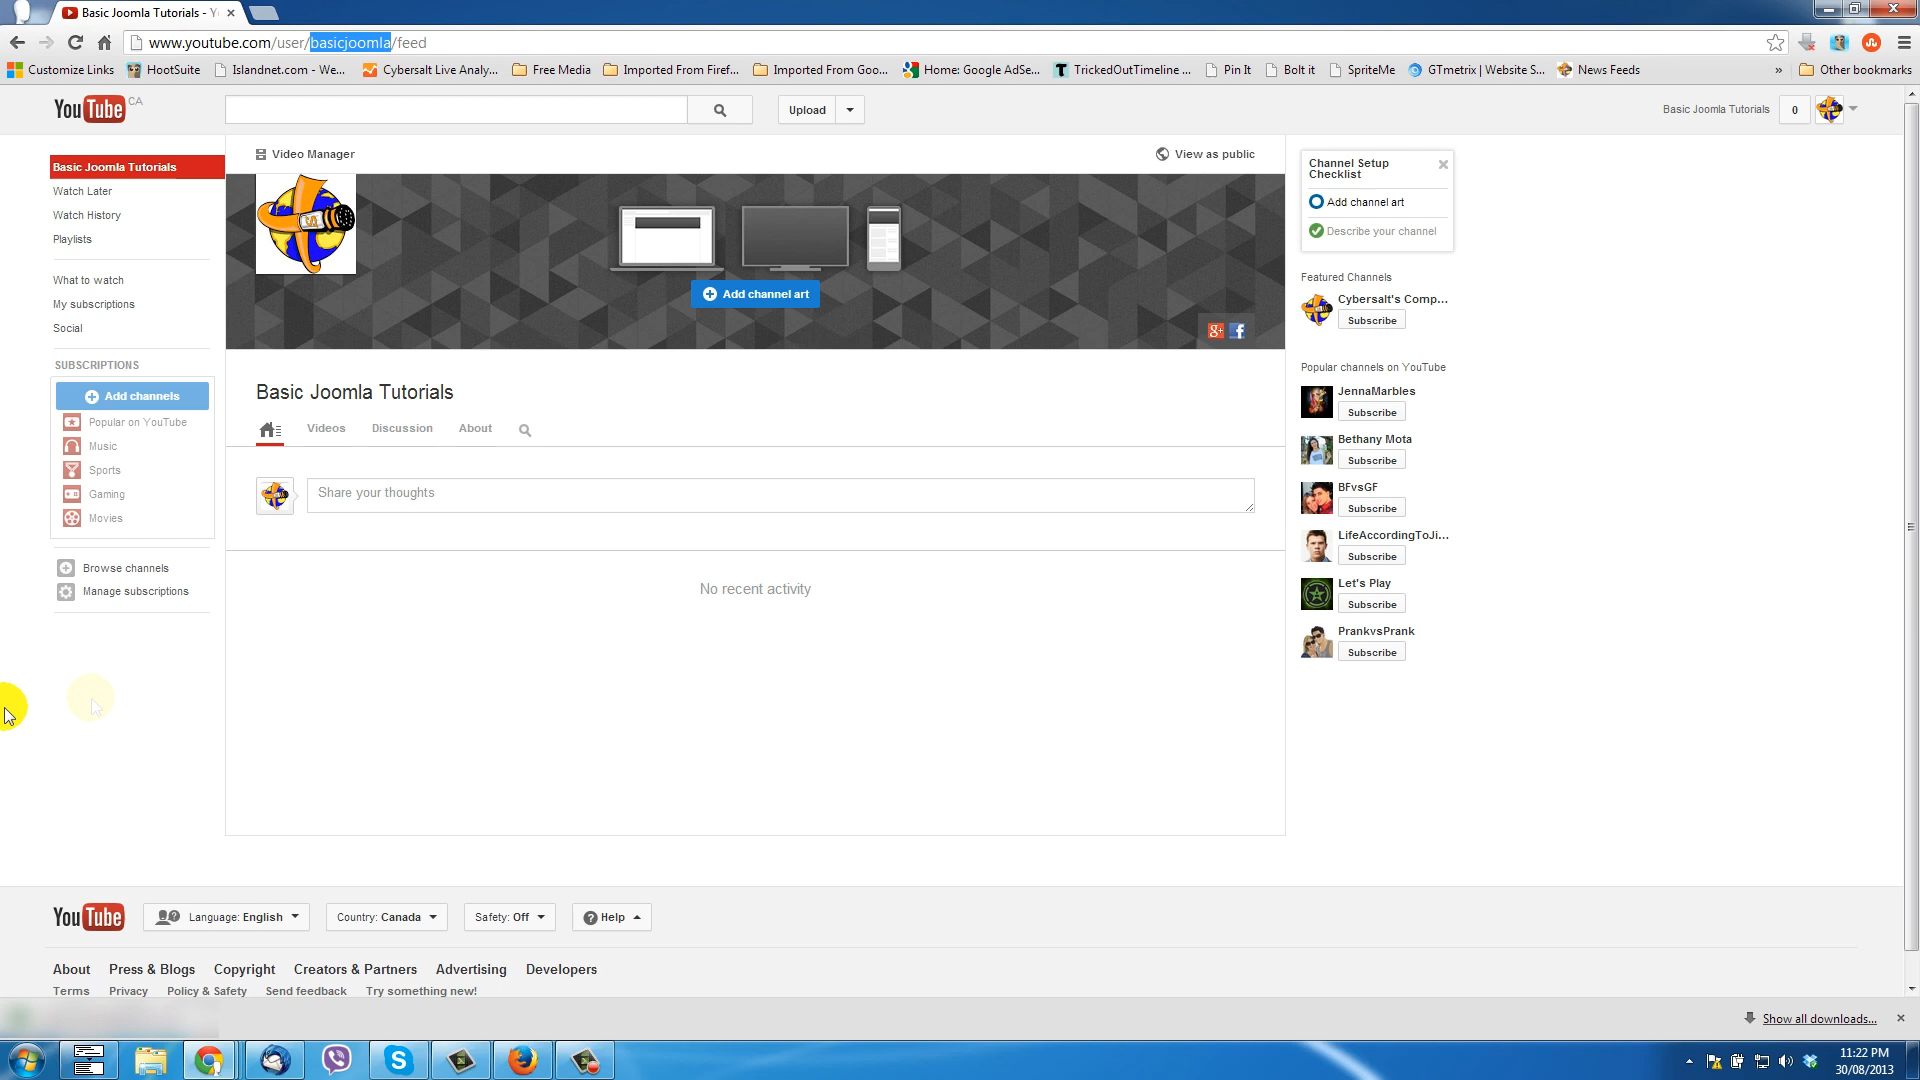 Basic Joomla Tutorials - Y
www.youtube.com/user/basicjoomla/feed
Customize Links
HootSuite
Islandnet.com - We...
Cybersalt Live Analy...
Free Media
Imported From Firef...
Imported From Goo...
Home: Google AdSe...
TrickedOutTimeline ...
Pin It
Bolt it
SpriteMe
GTmetrix | Website S...
News Feeds
»
Other bookmarks
YouTube CA
Upload
Basic Joomla Tutorials
0
Basic Joomla Tutorials
Watch Later
Watch History
Playlists
What to watch
My subscriptions
Social
SUBSCRIPTIONS
Add channels
Popular on YouTube
Music
Sports
Gaming
Movies
Browse channels
Manage subscriptions
Video Manager
View as public
Add channel art
g+ f
Basic Joomla Tutorials
Videos
Discussion
About
Share your thoughts
No recent activity
Channel Setup
Checklist
Add channel art
Describe your channel
Featured Channels
Cybersalt's Comp...
Subscribe
Popular channels on YouTube
JennaMarbles
Subscribe
Bethany Mota
Subscribe
BFvsGF
Subscribe
LifeAccordingToJi...
Subscribe
Let's Play
Subscribe
PrankvsPrank
Subscribe
YouTube
Language: English
Country: Canada
Safety: Off
Help
About
Press & Blogs
Copyright
Creators & Partners
Advertising
Developers
Terms
Privacy
Policy & Safety
Send feedback
Try something new!
Show all downloads...
11:22 PM
30/08/2013